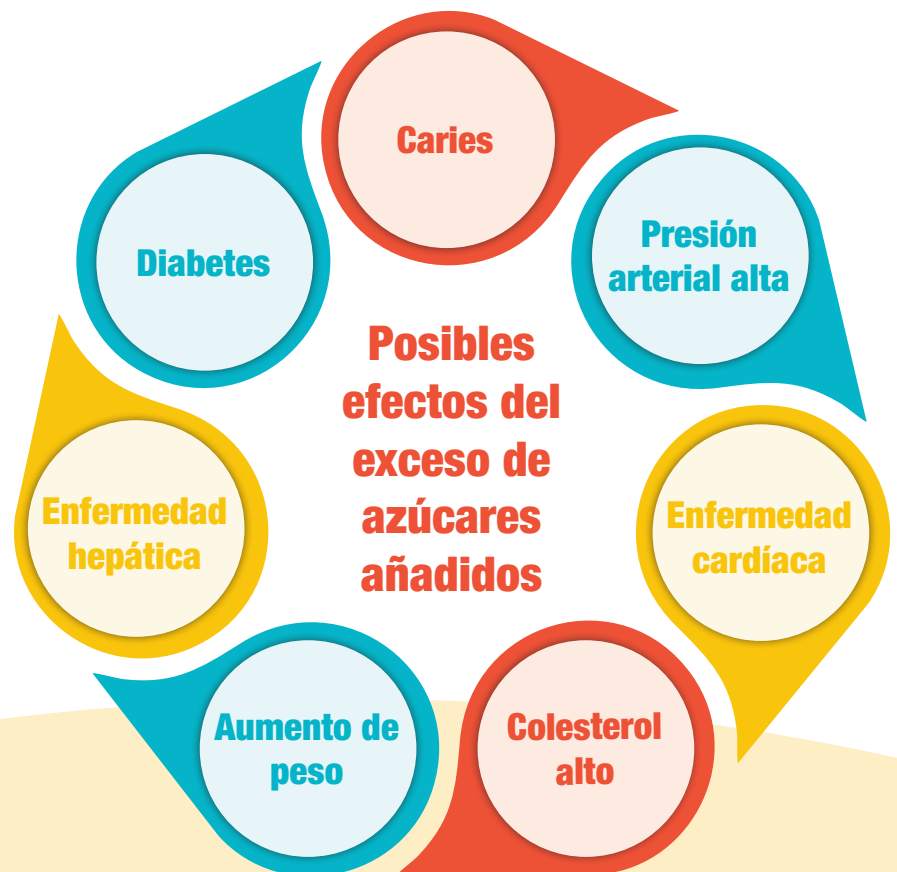 Caries
Presión
arterial alta
Enfermedad
cardíaca
Colesterol
alto
Aumento de
peso
Enfermedad
hepática
Diabetes
Posibles
efectos del
exceso de
azúcares
añadidos